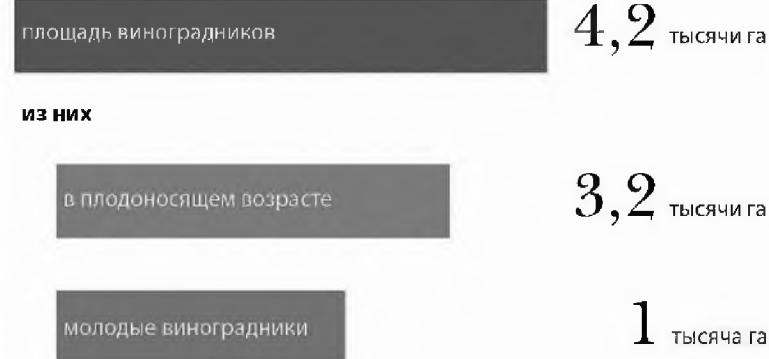 площадь виноградников 4,2 тысячи га
из них
в плодоносящем возрасте 3,2 тысячи га
молодые виноградники 1 тысяча га